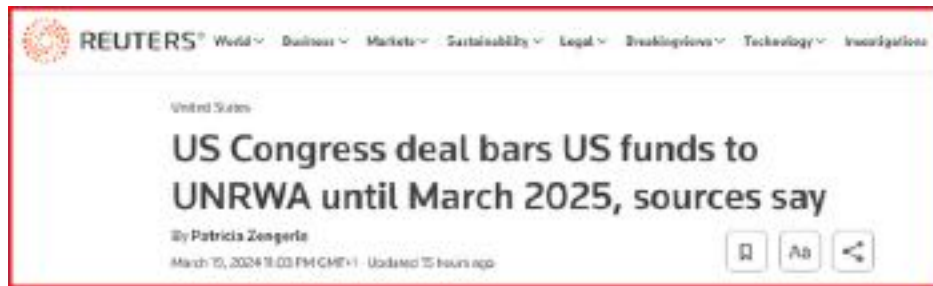 REUTERS® World Business Markets Sustainability Legal Breakingviews Technology Investigations
United States
US Congress deal bars US funds to
UNRWA until March 2025, sources say
By Patricia Zengerle
March 2024 11:03 PM GMT+1 · Updated 15 hours ago
Aa